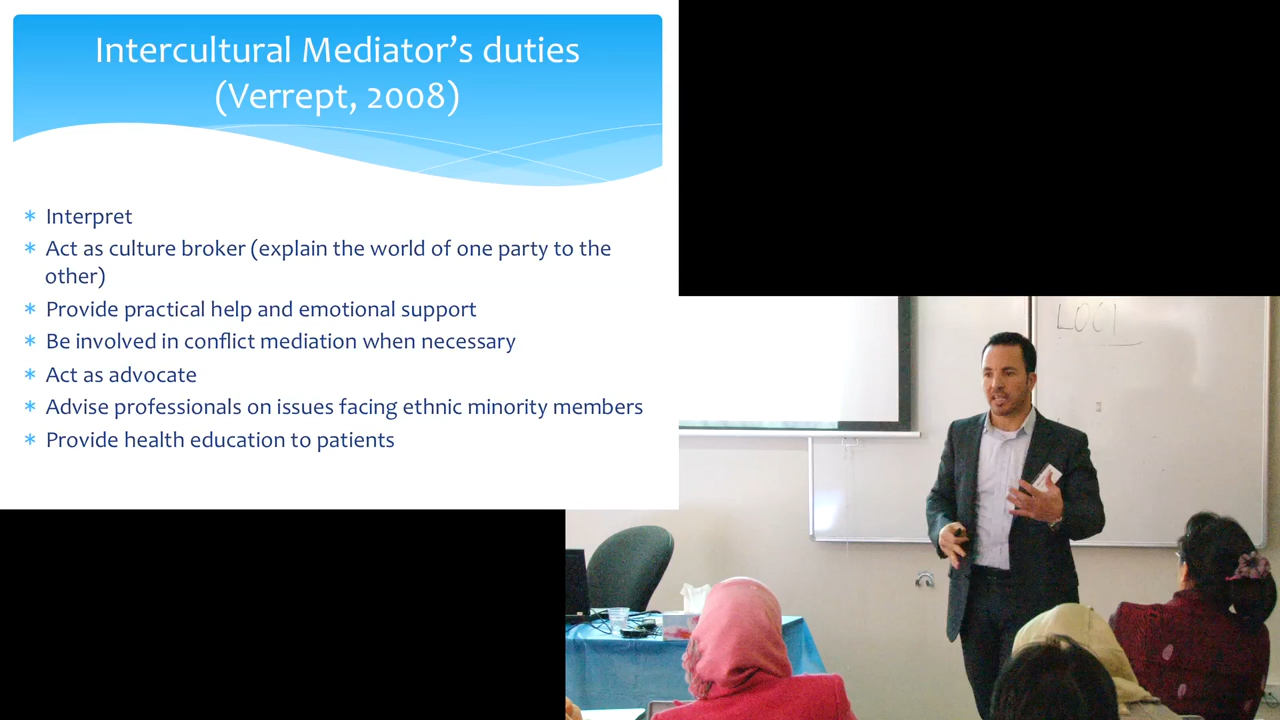 Intercultural Mediator's duties
(Verrept, 2008)
* Interpret
* Act as culture broker (explain the world of one party to the
other)
* Provide practical help and emotional support
* Be involved in conflict mediation when necessary
* Act as advocate
* Advise professionals on issues facing ethnic minority members
* Provide health education to patients
LOCI